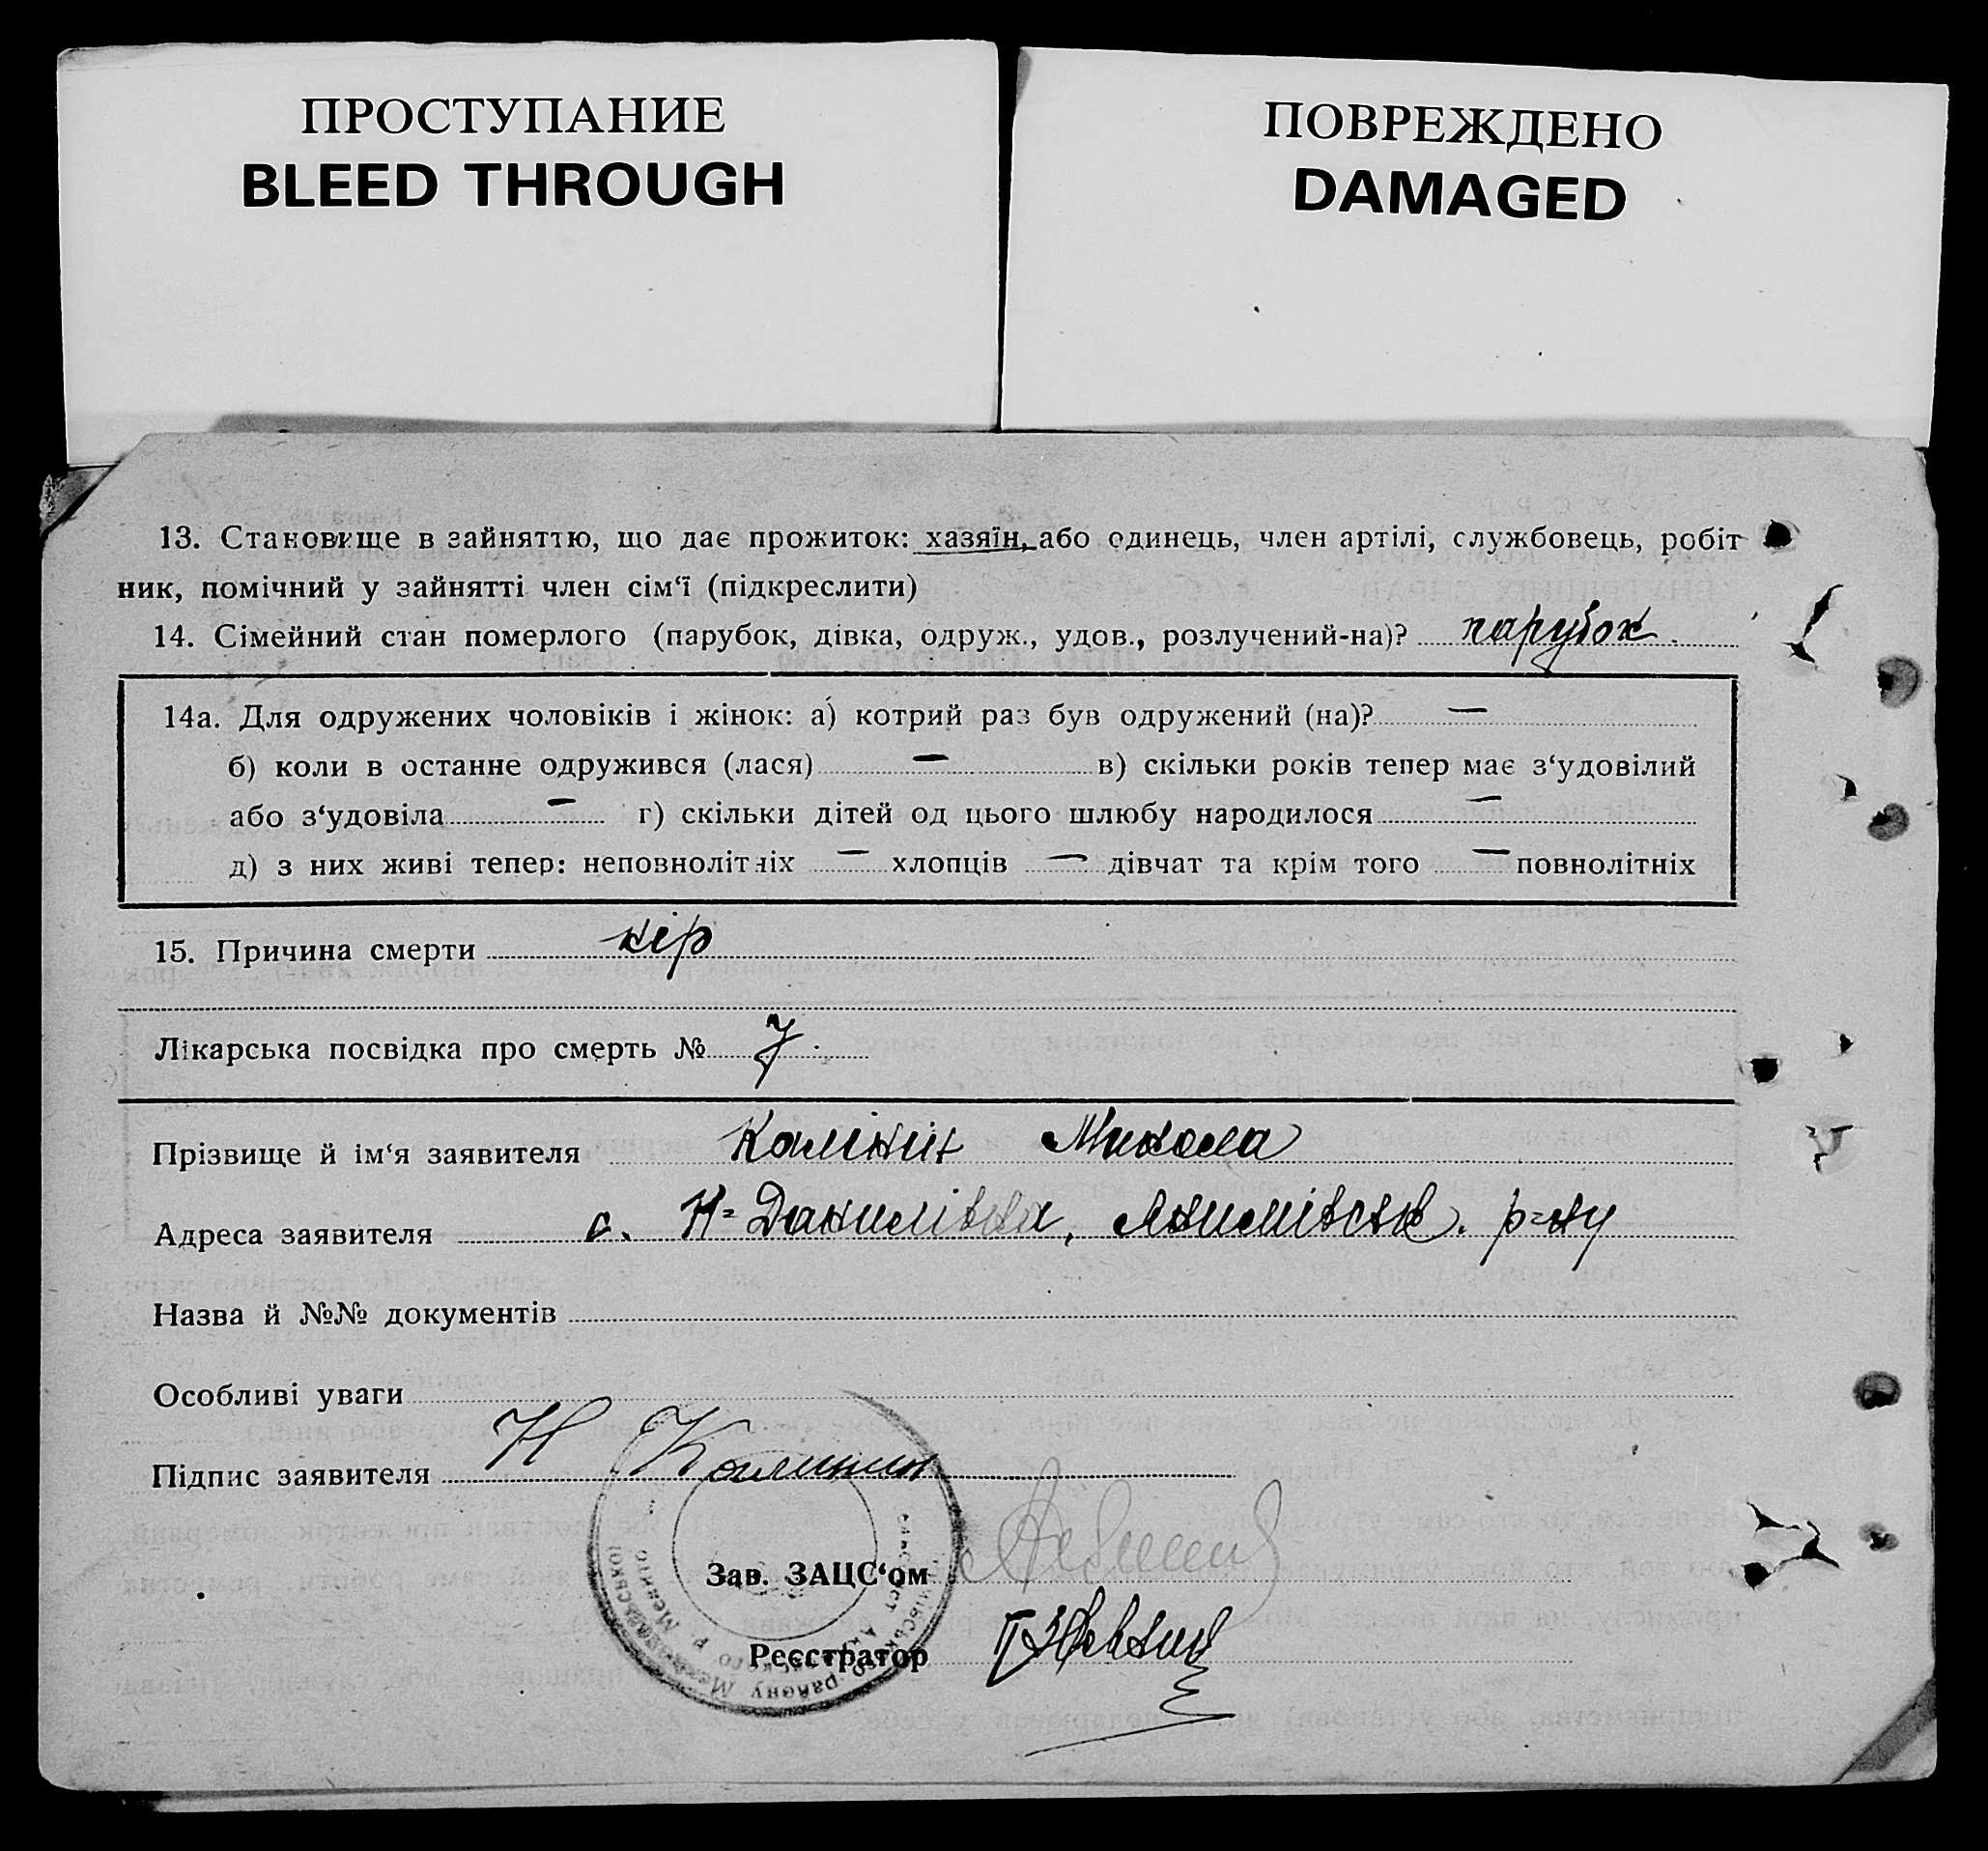 ПРОСТУПАНИЕ
BLEED THROUGH
ПОВРЕЖДЕНО
DAMAGED
13. Становище в зайняттю, що дає прожиток: хазяїн, або одинець, член артілі, службовець, робіт
ник, помічний у зайнятті член сім‘ї (підкреслити)
14. Сімейний стан померлого (парубок, дівка, одруж., удов., розлучений-на)? парубок.
14а. Для одружених чоловіків і жінок: а) котрий раз був одружений (на)? —
б) коли в останне одружився (лася) — в) скільки років тепер має з‘удовілий
або з‘удовіла — г) скільки дітей од цього шлюбу народилося —
д) з них живі тепер: неповнолітніх — хлопців — дівчат та крім того — повнолітніх
15. Причина смерти кір
Лікарська посвідка про смерть № 7
Прізвище й ім‘я заявителя Калінін Микола
Адреса заявителя с. Н=Данилівка, Якимівськ. р=ну
Назва й №№ документів
Особливі уваги
Підпис заявителя Н Калинин
Зав. ЗАЦС‘ом
Реєстратор
району